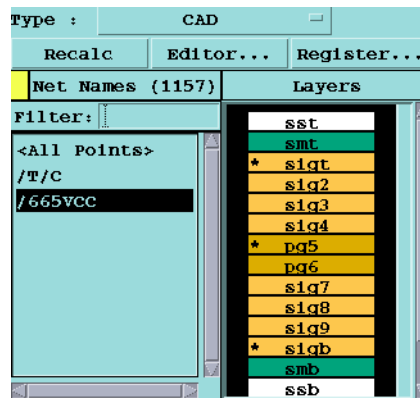 Type : CAD
Recalc Editor... Register...
Net Names (1157) Layers
Filter:
<All Points>
/T/C
/665VCC
sst
smt
* sigt
sig2
sig3
sig4
* pg5
pg6
sig7
sig8
sig9
* sigb
smb
ssb